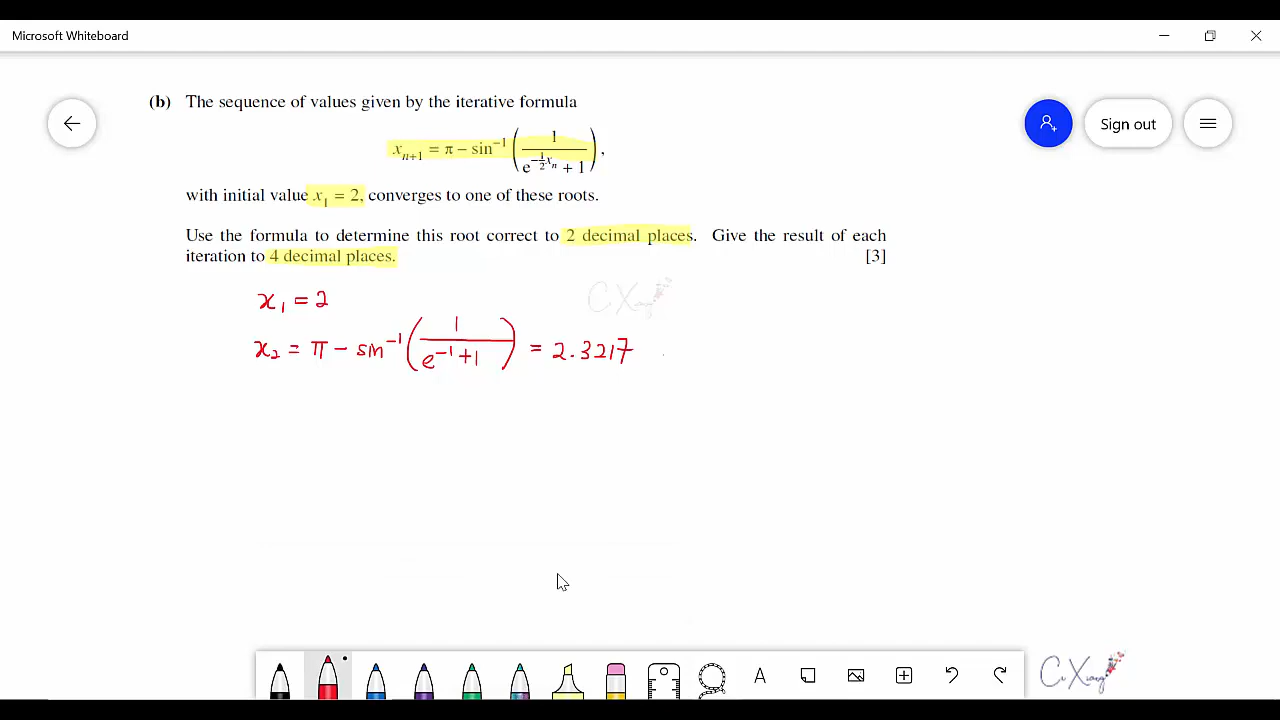 Microsoft Whiteboard
(b) The sequence of values given by the iterative formula
xₙ₊₁ = π − sin⁻¹(1/(e^(−½xₙ) + 1)),
with initial value x₁ = 2, converges to one of these roots.
Use the formula to determine this root correct to 2 decimal places. Give the result of each
iteration to 4 decimal places. [3]
Sign out
x₁ = 2
x₂ = π − sin⁻¹(1/(e⁻¹+1)) = 2.3217
A